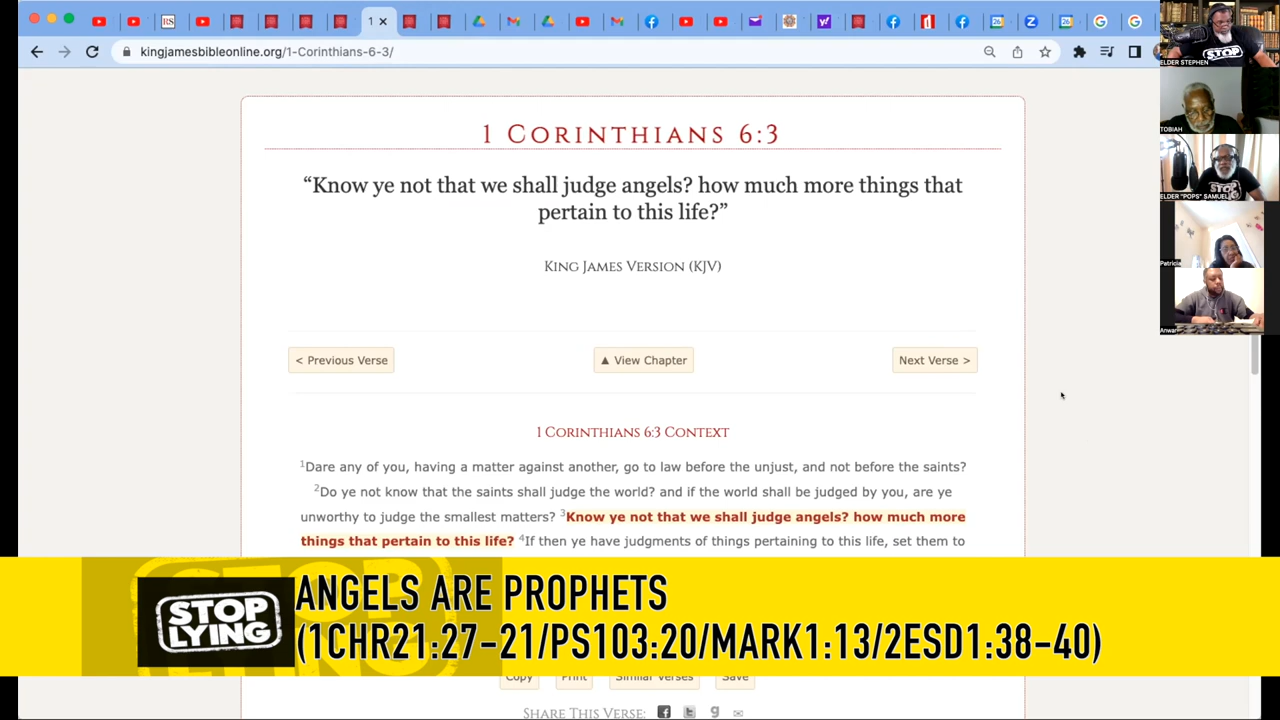 1
kingjamesbibleonline.org/1-Corinthians-6-3/
1 Corinthians 6:3
“Know ye not that we shall judge angels? how much more things that
pertain to this life?”
King James Version (KJV)
< Previous Verse
▲ View Chapter
Next Verse >
1 Corinthians 6:3 Context
1Dare any of you, having a matter against another, go to law before the unjust, and not before the saints?
2Do ye not know that the saints shall judge the world? and if the world shall be judged by you, are ye
unworthy to judge the smallest matters? 3Know ye not that we shall judge angels? how much more
things that pertain to this life? 4If then ye have judgments of things pertaining to this life, set them to
STOP
LYING
ANGELS ARE PROPHETS
(1CHR21:27-21/PS103:20/MARK1:13/2ESD1:38-40)
Copy
Print
Similar Verses
Save
Share This Verse:
STOP
ELDER STEPHEN
TOBIAH
ELDER "POPS" SAMUEL
Patricia
Anwar